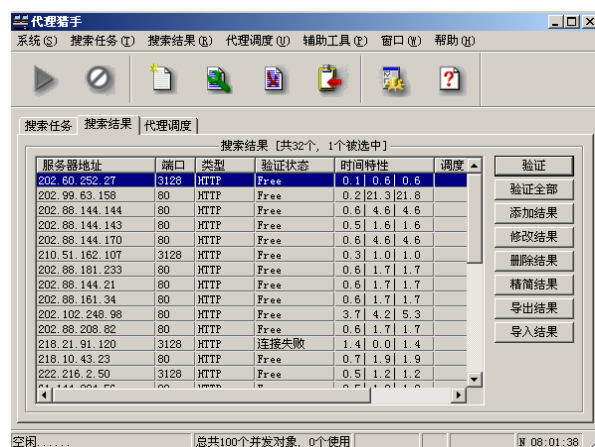 代理猎手
系统(S) 搜索任务(T) 搜索结果(R) 代理调度(U) 辅助工具(P) 窗口(W) 帮助(H)
搜索任务 搜索结果 代理调度
搜索结果 [共32个, 1个被选中]
服务器地址 端口 类型 验证状态 时间特性 调度
202.60.252.27 3128 HTTP Free 0.1 0.6 0.6
202.99.63.158 80 HTTP Free 0.2 21.3 21.8
202.88.144.144 80 HTTP Free 0.6 4.6 4.6
202.88.144.143 80 HTTP Free 0.5 1.6 1.6
202.88.144.170 80 HTTP Free 0.6 4.6 4.6
210.51.162.107 3128 HTTP Free 0.3 1.0 1.0
202.88.181.233 80 HTTP Free 0.6 1.7 1.7
202.88.144.21 80 HTTP Free 0.6 1.7 1.7
202.88.161.34 80 HTTP Free 0.6 1.7 1.7
202.102.248.98 80 HTTP Free 3.7 4.2 5.3
202.88.208.82 80 HTTP Free 0.6 1.7 1.7
218.21.91.120 3128 HTTP 连接失败 1.4 0.0 1.4
218.10.43.23 80 HTTP Free 0.7 1.9 1.9
222.216.2.50 3128 HTTP Free 0.5 1.2 1.2
验证
验证全部
添加结果
修改结果
删除结果
精简结果
导出结果
导入结果
空闲...... 总共100个并发对象, 0个使用 N 08:01:38